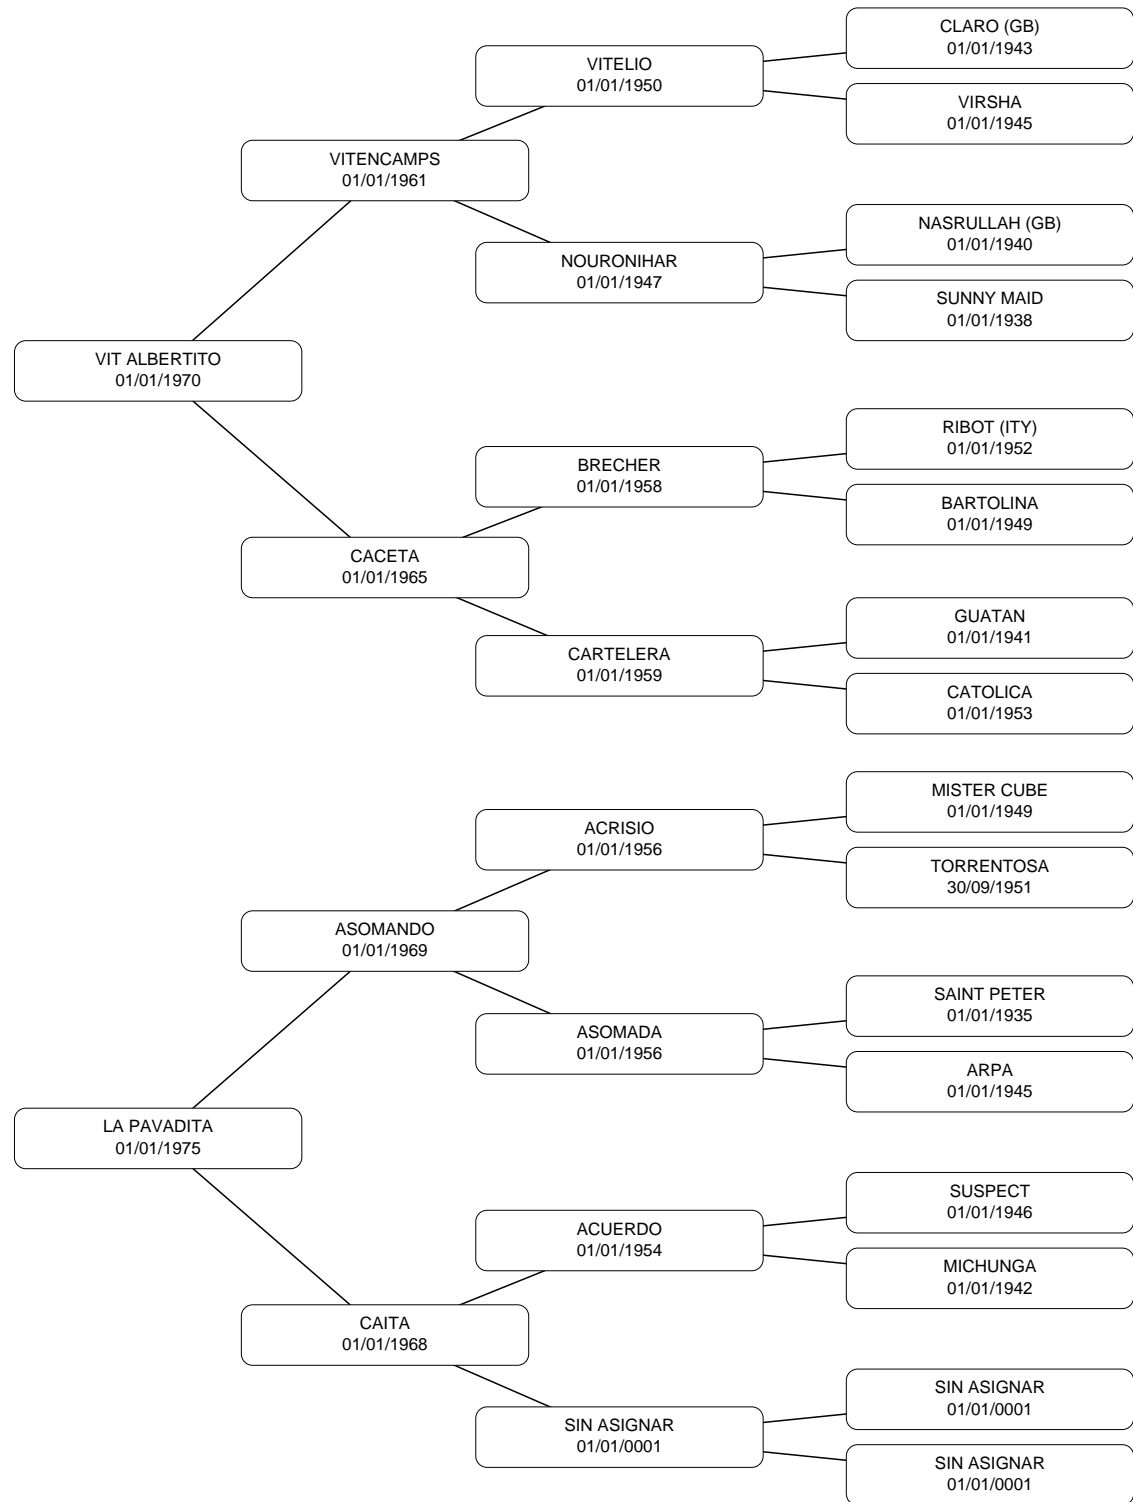 CLARO (GB)
01/01/1943
VITELIO
01/01/1950
VIRSHA
01/01/1945
VITENCAMPS
01/01/1961
NASRULLAH (GB)
01/01/1940
NOURONIHAR
01/01/1947
SUNNY MAID
01/01/1938
VIT ALBERTITO
01/01/1970
RIBOT (ITY)
01/01/1952
BRECHER
01/01/1958
BARTOLINA
01/01/1949
CACETA
01/01/1965
GUATAN
01/01/1941
CARTELERA
01/01/1959
CATOLICA
01/01/1953
MISTER CUBE
01/01/1949
ACRISIO
01/01/1956
TORRENTOSA
30/09/1951
ASOMANDO
01/01/1969
SAINT PETER
01/01/1935
ASOMADA
01/01/1956
ARPA
01/01/1945
LA PAVADITA
01/01/1975
SUSPECT
01/01/1946
ACUERDO
01/01/1954
MICHUNGA
01/01/1942
CAITA
01/01/1968
SIN ASIGNAR
01/01/0001
SIN ASIGNAR
01/01/0001
SIN ASIGNAR
01/01/0001